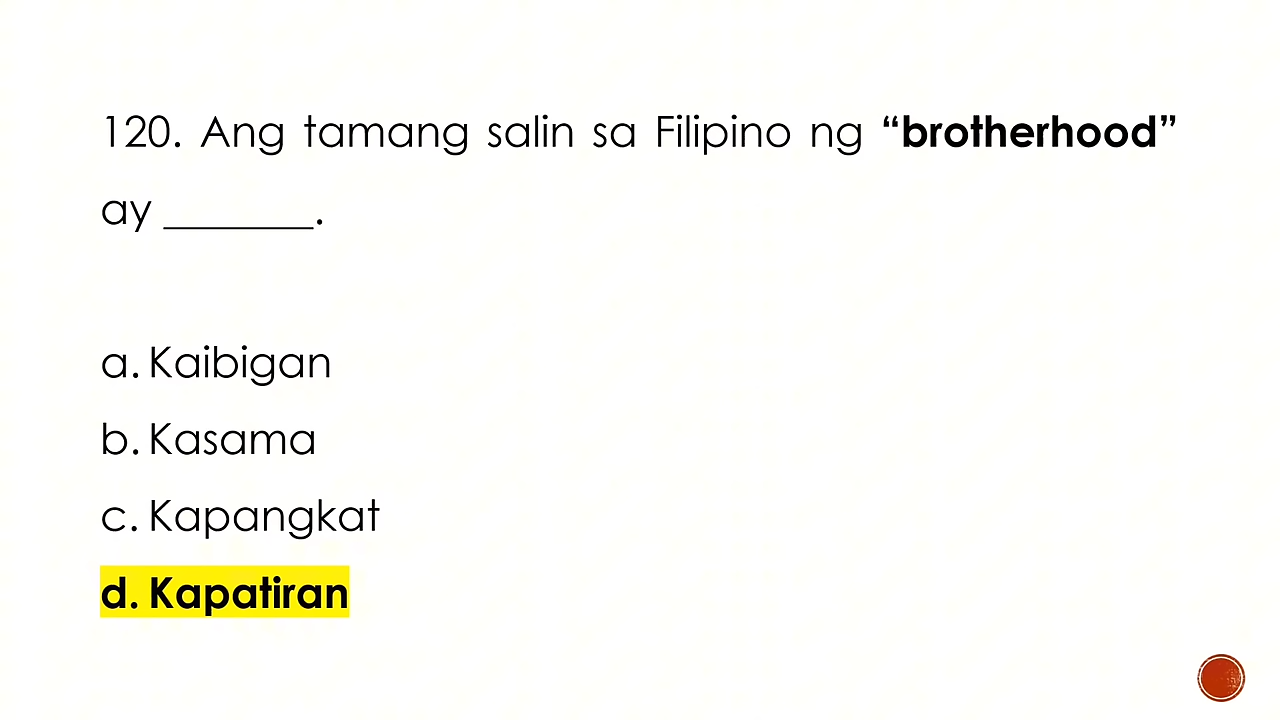 120. Ang tamang salin sa Filipino ng “brotherhood”
ay _______.
a. Kaibigan
b. Kasama
c. Kapangkat
d. Kapatiran